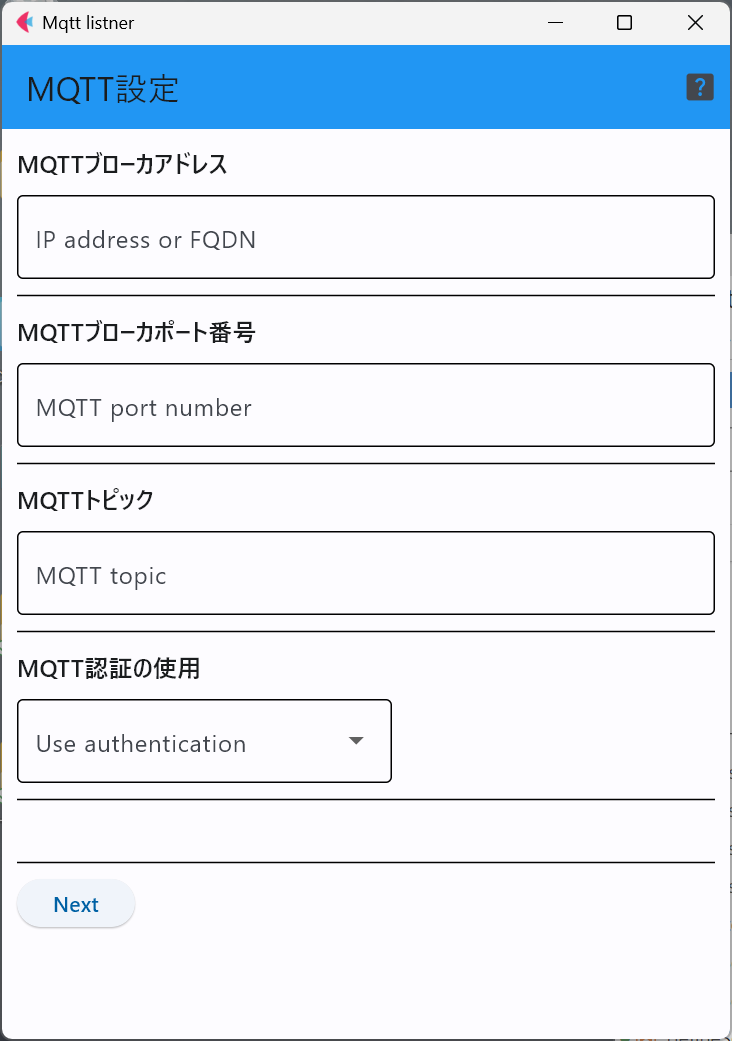 Mqtt listner
MQTT設定
?
MQTTブローカアドレス
IP address or FQDN
MQTTブローカポート番号
MQTT port number
MQTTトピック
MQTT topic
MQTT認証の使用
Use authentication
Next